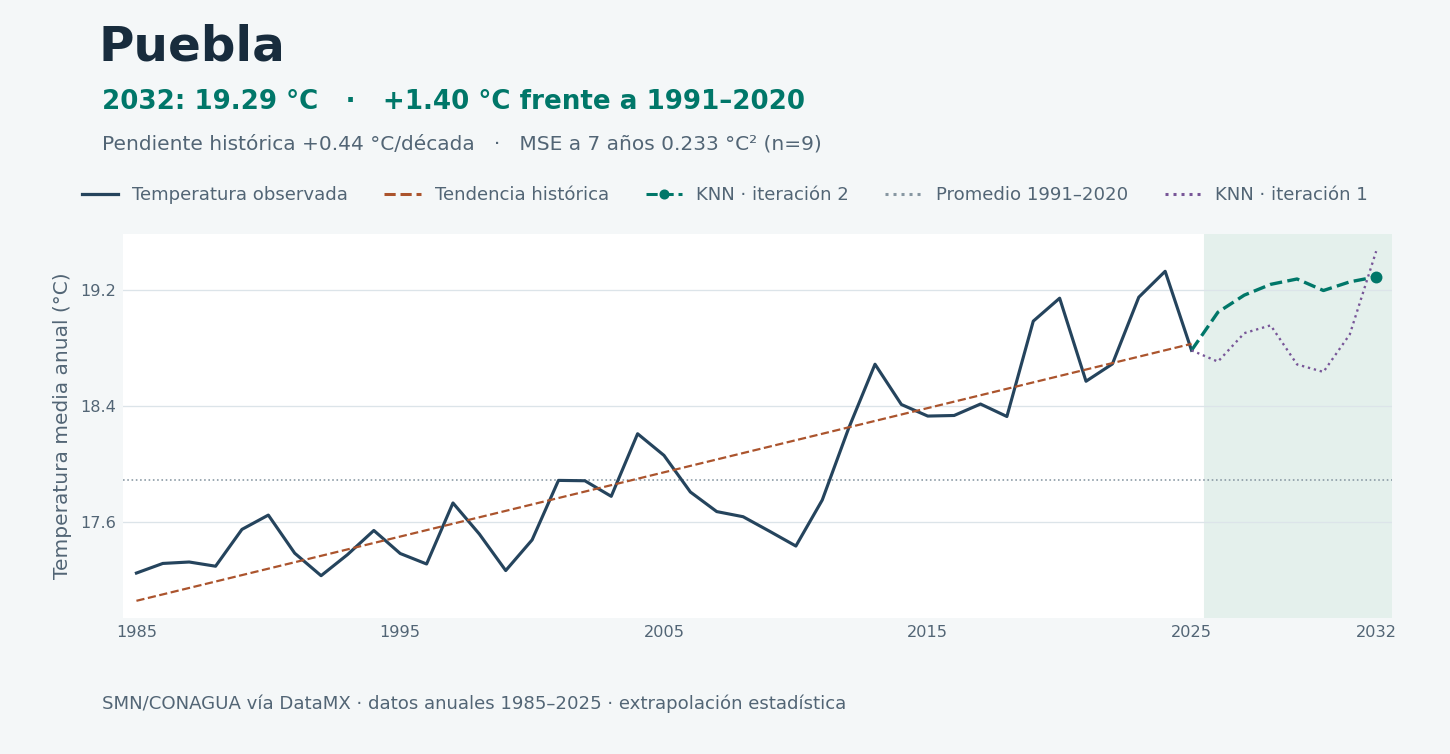 Puebla
2032: 19.29 °C · +1.40 °C frente a 1991–2020
Pendiente histórica +0.44 °C/década · MSE a 7 años 0.233 °C² (n=9)
Temperatura observada Tendencia histórica KNN · iteración 2 Promedio 1991–2020 KNN · iteración 1
Temperatura media anual (°C)
19.2
18.4
17.6
1985 1995 2005 2015 2025 2032
SMN/CONAGUA vía DataMX · datos anuales 1985–2025 · extrapolación estadística